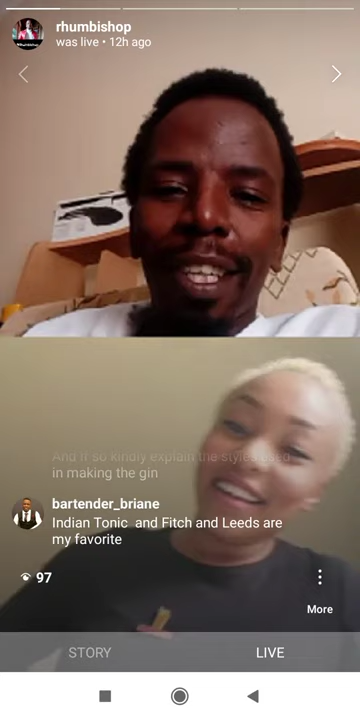 rhumbishop
was live • 12h ago
And if so kindly explain the styles used
in making the gin
bartender_briane
Indian Tonic and Fitch and Leeds are
my favorite
97
More
STORY
LIVE